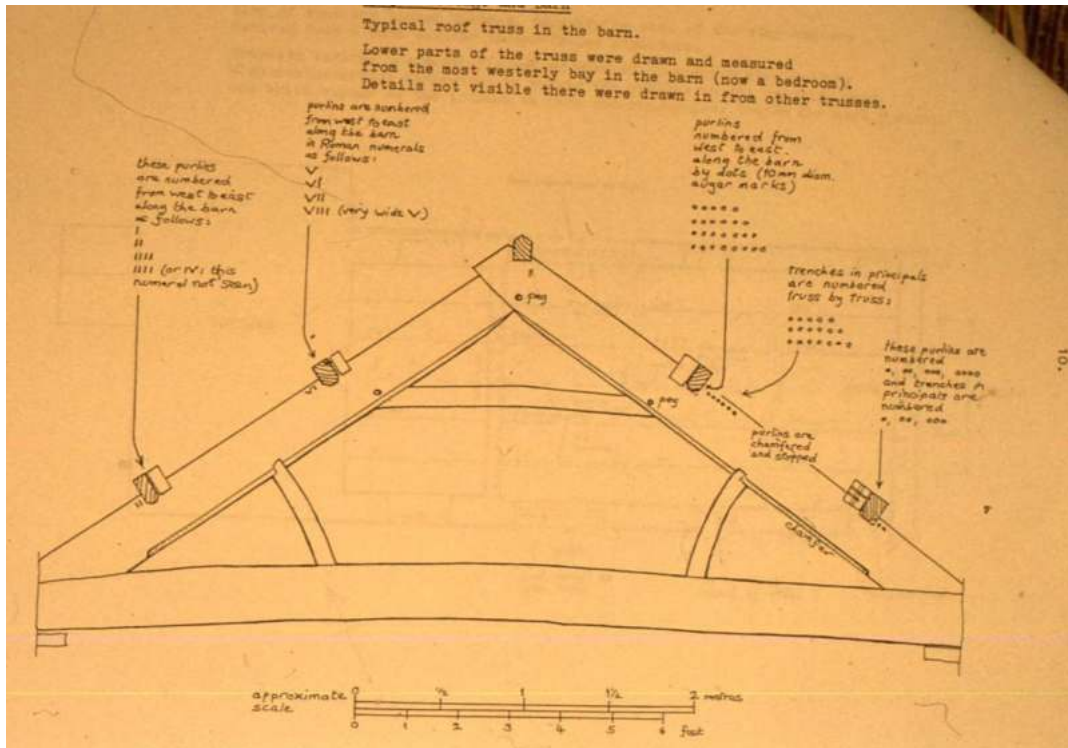 Typical roof truss in the barn.
Lower parts of the truss were drawn and measured
from the most westerly bay in the barn (now a bedroom).
Details not visible there were drawn in from other trusses.
these purlins
are numbered
from west to east
along the barn
as follows:
I
II
IIII
IIII (or IV: this
numeral not seen)
purlins are numbered
from west to east
along the barn
in Roman numerals
as follows:
V
VI
VII
VIII (very wide V)
purlins
numbered from
west to east
along the barn
by dots (10mm diam.
auger marks)
trenches in principals
are numbered
truss by truss:
these purlins are
numbered
•, ••, •••, ••••
and trenches in
principals are
numbered
•, ••, •••
10.
II
peg
VI
peg
purlins are
chamfered
and stopped
II
chamfer
approximate
scale
0 1/2 1 1 1/2 2 metres
0 1 2 3 4 5 6 feet